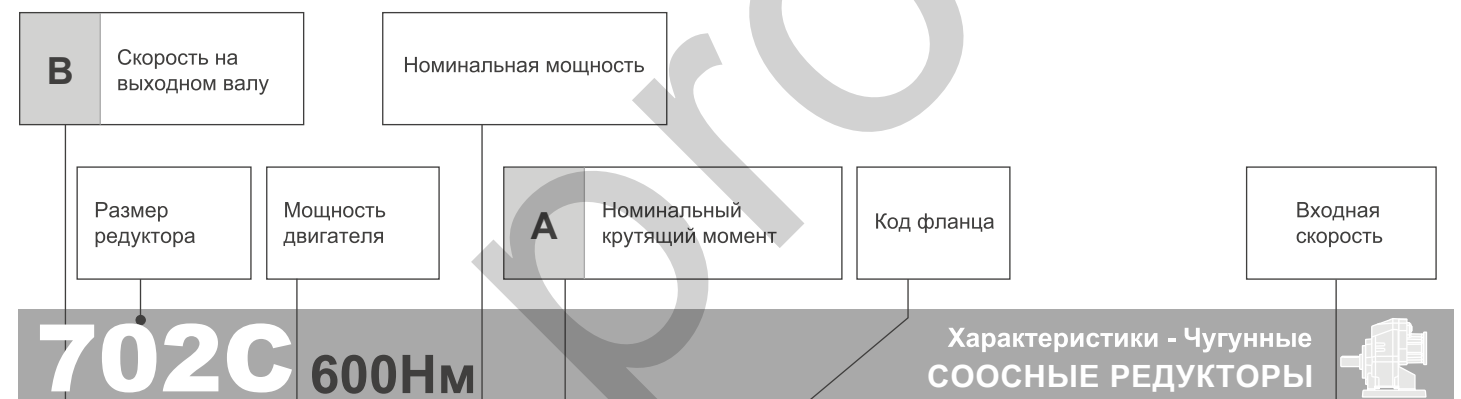 B
Скорость на
выходном валу
Номинальная мощность
Размер
редуктора
Мощность
двигателя
A
Номинальный
крутящий момент
Код фланца
Входная
скорость
702C
600Нм
Характеристики - Чугунные
СООСНЫЕ РЕДУКТОРЫ
pro